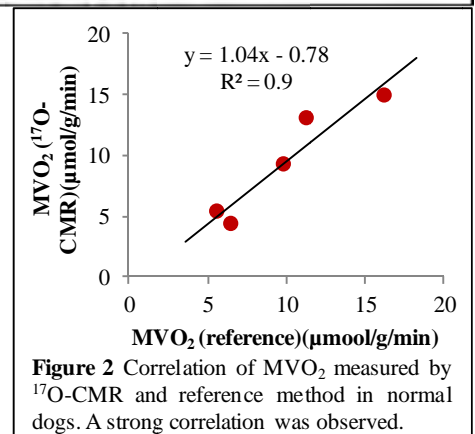 20
y = 1.04x - 0.78
R² = 0.9
15
10
5
0
MVO₂ (¹⁷O-
CMR)(µmol/g/min)
0 5 10 15 20
MVO₂ (reference)(µmool/g/min)
Figure 2 Correlation of MVO₂ measured by
¹⁷O-CMR and reference method in normal
dogs. A strong correlation was observed.